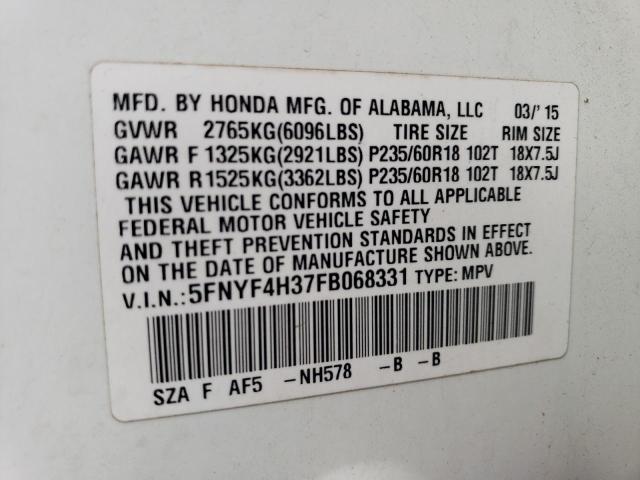 MFD. BY HONDA MFG. OF ALABAMA, LLC 03/'15
GVWR 2765KG(6096LBS) TIRE SIZE RIM SIZE
GAWR F 1325KG(2921LBS) P235/60R18 102T 18X7.5J
GAWR R 1525KG(3362LBS) P235/60R18 102T 18X7.5J
THIS VEHICLE CONFORMS TO ALL APPLICABLE
FEDERAL MOTOR VEHICLE SAFETY
AND THEFT PREVENTION STANDARDS IN EFFECT
ON THE DATE OF MANUFACTURE SHOWN ABOVE.
V.I.N.:5FNYF4H37FB068331 TYPE: MPV
SZA F AF5 -NH578 -B -B